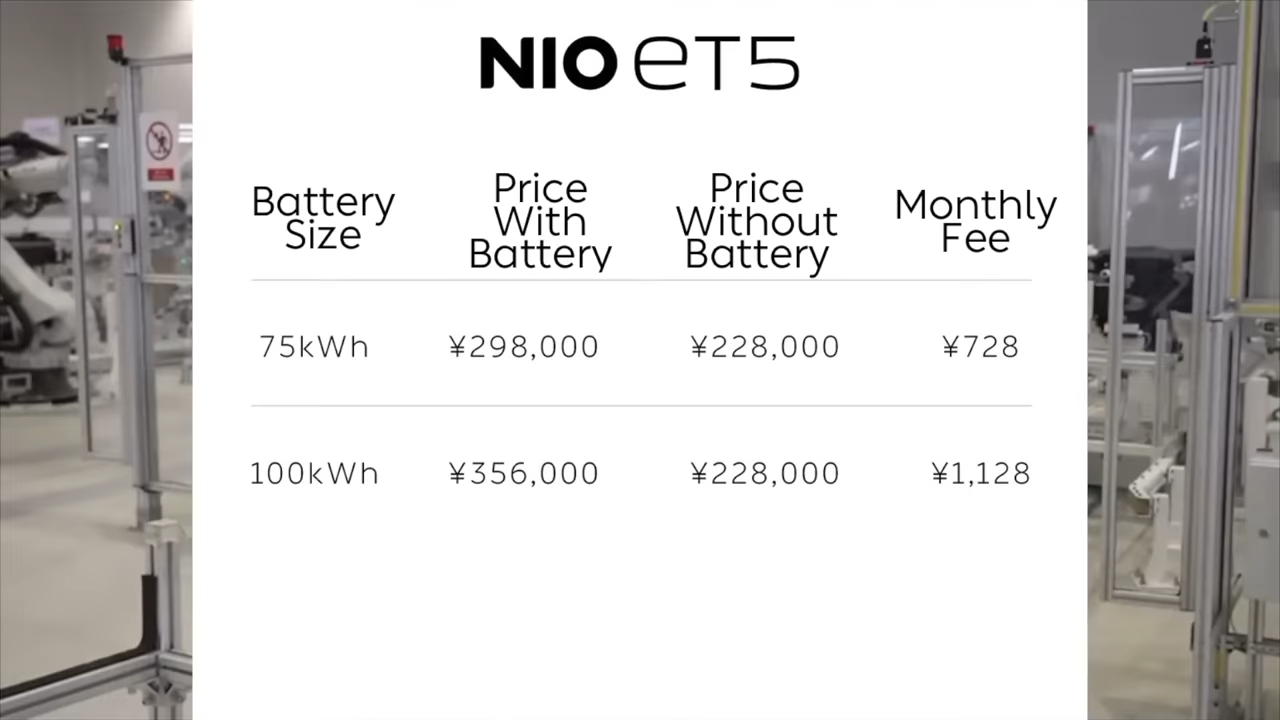 NIO eT5
Battery Size
Price With Battery
Price Without Battery
Monthly Fee
75kWh ¥298,000 ¥228,000 ¥728
100kWh ¥356,000 ¥228,000 ¥1,128